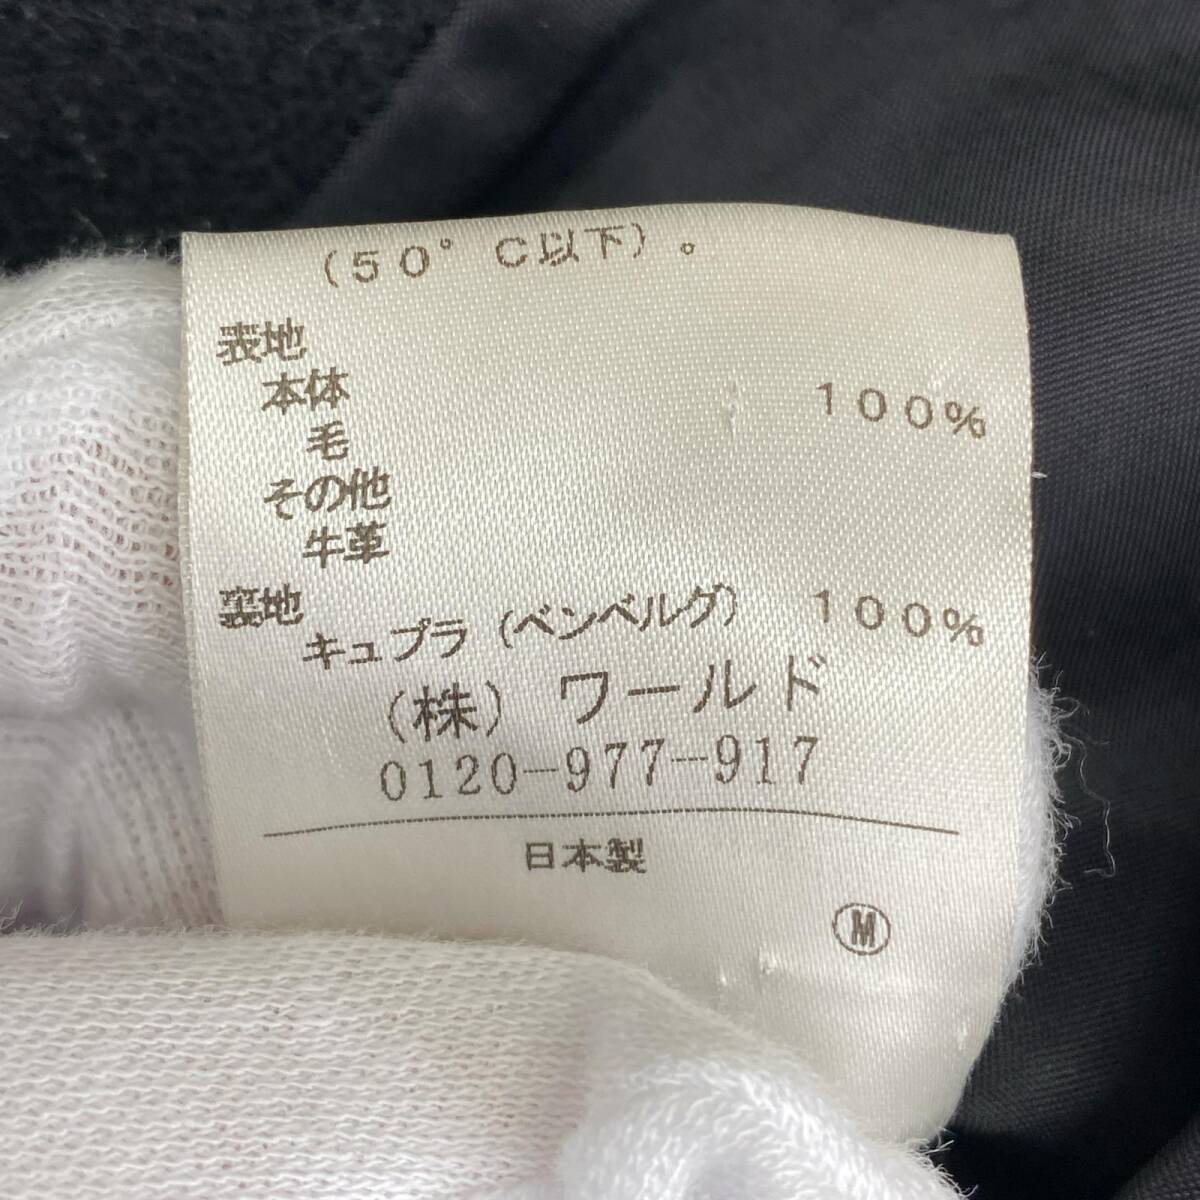 (50°C以下)。
表地
本体
毛 100%
その他
牛革
裏地
キュプラ(ベンベルグ) 100%
(株) ワールド
0120-977-917
日本製
Ⓜ